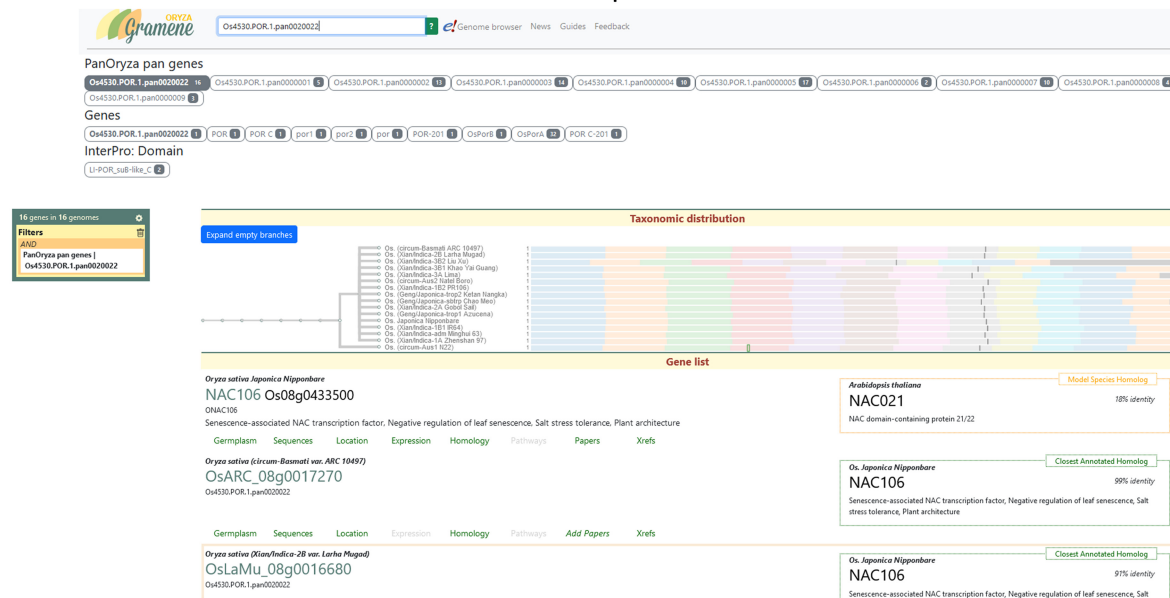 ORYZA
Gramene
Os4530.POR.1.pan0020022
?
e! Genome browser News Guides Feedback
PanOryza pan genes
Os4530.POR.1.pan0020022 16 Os4530.POR.1.pan0000001 5 Os4530.POR.1.pan0000002 13 Os4530.POR.1.pan0000003 14 Os4530.POR.1.pan0000004 10 Os4530.POR.1.pan0000005 17 Os4530.POR.1.pan0000006 2 Os4530.POR.1.pan0000007 10 Os4530.POR.1.pan0000008 4
Os4530.POR.1.pan0000009 3
Genes
Os4530.POR.1.pan0020022 1 POR 1 POR C 1 por1 1 por2 1 por 1 POR-201 1 OsPorB 1 OsPorA 32 POR C-201 1
InterPro: Domain
LI-POR_suB-like_C 2
16 genes in 16 genomes
Filters
AND
PanOryza pan genes |
Os4530.POR.1.pan0020022
Taxonomic distribution
Expand empty branches
Os. (circum-Basmati ARC 10497) 1
Os. (Xian/Indica-2B Larha Mugad) 1
Os. (Xian/Indica-3B2 Liu Xu) 1
Os. (Xian/Indica-3B1 Khao Yai Guang) 1
Os. (Xian/Indica-3A Lima) 1
Os. (circum-Aus2 Natel Boro) 1
Os. (Xian/Indica-1B2 PR106) 1
Os. (Geng/Japonica-trop2 Ketan Nangka) 1
Os. (Geng/Japonica-sbtrp Chao Meo) 1
Os. (Xian/Indica-2A Gobol Sail) 1
Os. (Geng/Japonica-trop1 Azucena) 1
Os. Japonica Nipponbare 1
Os. (Xian/Indica-1B1 IR64) 1
Os. (Xian/Indica-adm Minghui 63) 1
Os. (Xian/Indica-1A Zhenshan 97) 1
Os. (circum-Aus1 N22) 1
Gene list
Oryza sativa Japonica Nipponbare
NAC106 Os08g0433500
ONAC106
Senescence-associated NAC transcription factor, Negative regulation of leaf senescence, Salt stress tolerance, Plant architecture
Germplasm Sequences Location Expression Homology Pathways Papers Xrefs
Model Species Homolog
Arabidopsis thaliana
NAC021 18% identity
NAC domain-containing protein 21/22
Oryza sativa (circum-Basmati var. ARC 10497)
OsARC_08g0017270
Os4530.POR.1.pan0020022
Germplasm Sequences Location Expression Homology Pathways Add Papers Xrefs
Closest Annotated Homolog
Os. Japonica Nipponbare
NAC106 99% identity
Senescence-associated NAC transcription factor, Negative regulation of leaf senescence, Salt
stress tolerance, Plant architecture
Oryza sativa (Xian/Indica-2B var. Larha Mugad)
OsLaMu_08g0016680
Os4530.POR.1.pan0020022
Closest Annotated Homolog
Os. Japonica Nipponbare
NAC106 91% identity
Senescence-associated NAC transcription factor, Negative regulation of leaf senescence, Salt